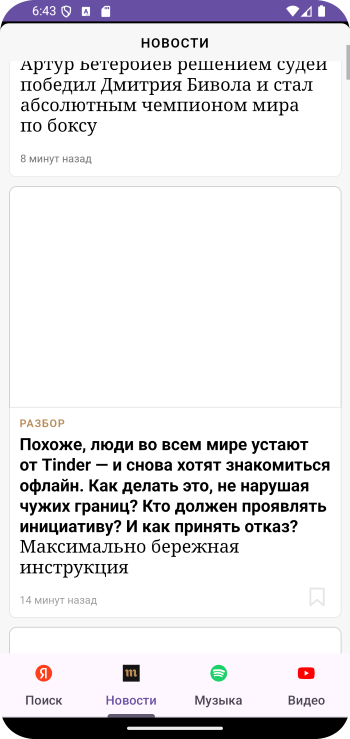 6:43
НОВОСТИ
Артур Бетербиев решением судей
победил Дмитрия Бивола и стал
абсолютным чемпионом мира
по боксу
8 минут назад
РАЗБОР
Похоже, люди во всем мире устают
от Tinder — и снова хотят знакомиться
офлайн. Как делать это, не нарушая
чужих границ? Кто должен проявлять
инициативу? И как принять отказ?
Максимально бережная
инструкция
14 минут назад
Поиск Новости Музыка Видео